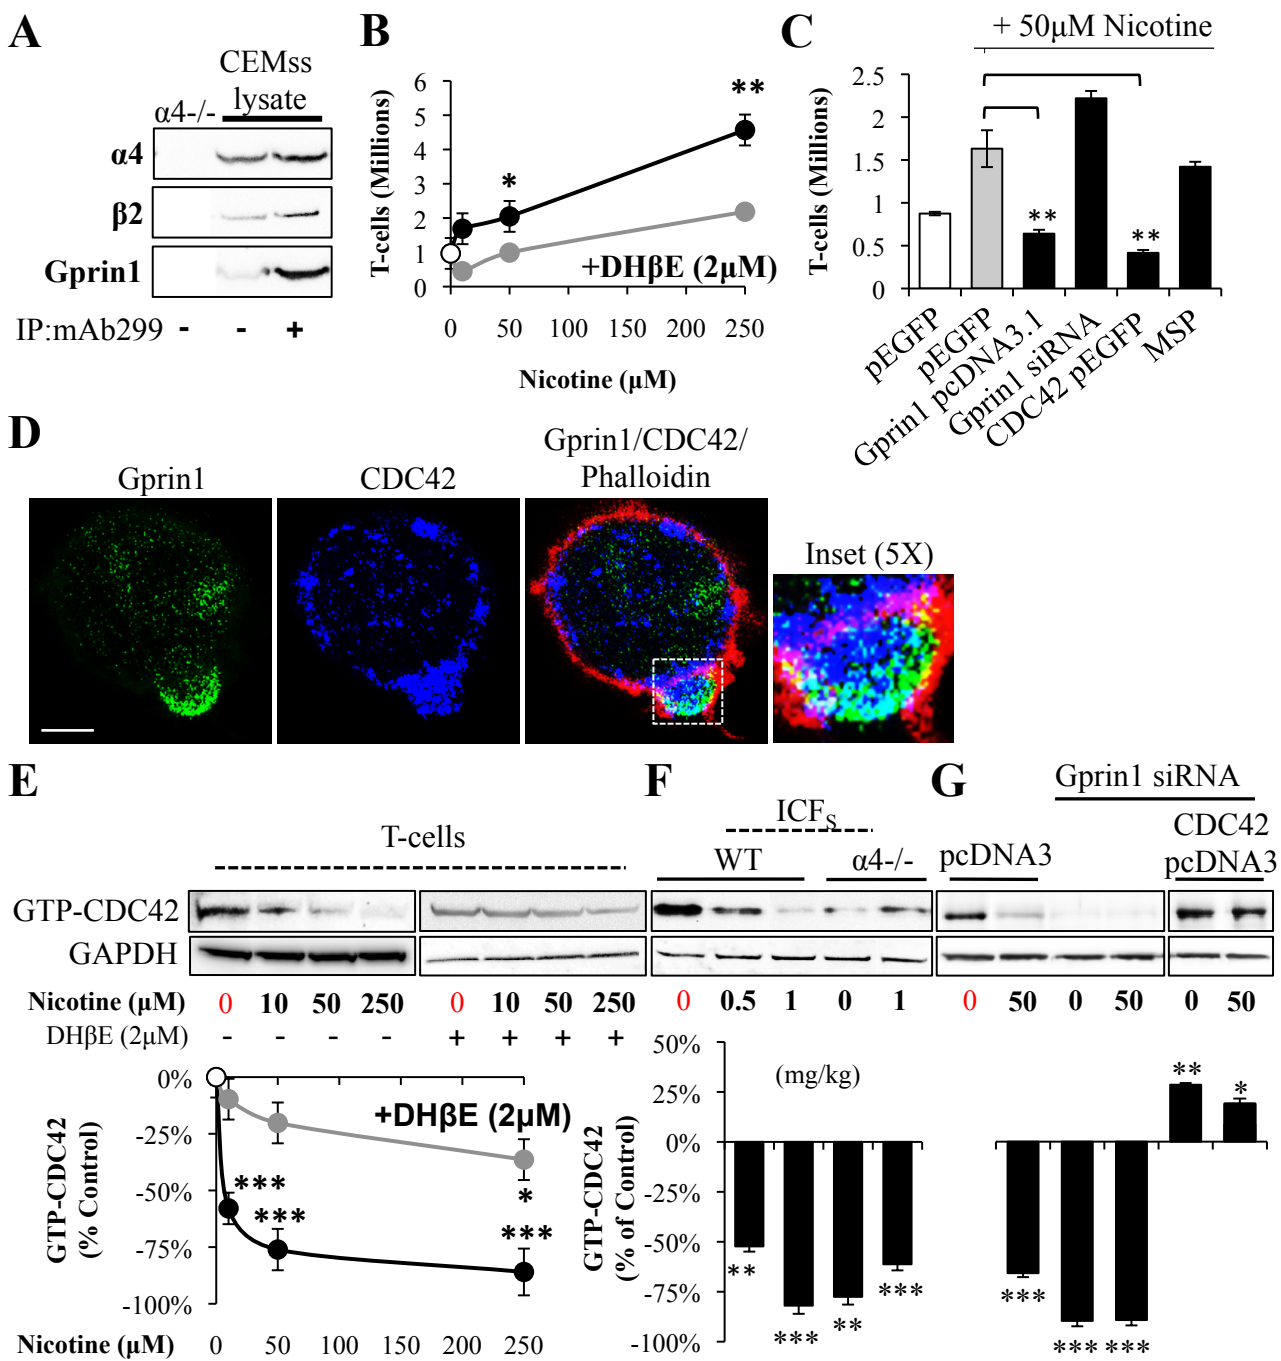 A
CEMss
lysate
α4-/-
α4
β2
Gprin1
IP:mAb299 - - +
B
T-cells (Millions)
6
5
4
3
2
1
0
*
**
+DHβE (2μM)
0 50 100 150 200 250
Nicotine (μM)
C
+ 50μM Nicotine
T-cells (Millions)
2.5
2
1.5
1
0.5
0
**
**
pEGFP
pEGFP
Gprin1 pcDNA3.1
Gprin1 siRNA
CDC42 pEGFP
MSP
D
Gprin1
CDC42
Gprin1/CDC42/
Phalloidin
Inset (5X)
E
T-cells
GTP-CDC42
GAPDH
Nicotine (μM) 0 10 50 250 0 10 50 250
DHβE (2μM) - - - - + + + +
GTP-CDC42
(% Control)
0%
-25%
-50%
-75%
-100%
+DHβE (2μM)
***
***
*
***
Nicotine (μM) 0 50 100 150 200 250
F
ICFS
WT α4-/-
0 0.5 1 0 1
(mg/kg)
GTP-CDC42
(% of Control)
50%
25%
0%
-25%
-50%
-75%
-100%
**
***
**
***
G
Gprin1 siRNA
CDC42
pcDNA3 pcDNA3
0 50 0 50 0 50
***
***
***
**
*